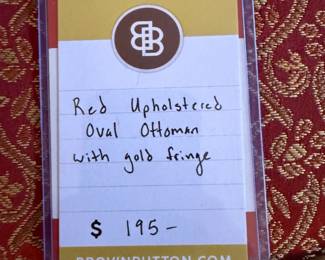 Red Upholstered
Oval Ottoman
with gold fringe
$ 195-